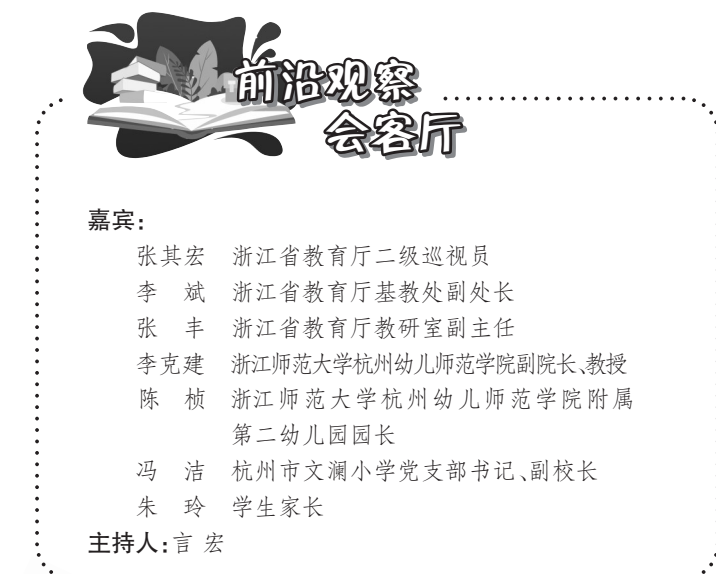 前沿观察
会客厅
嘉宾：
张其宏 浙江省教育厅二级巡视员
李 斌 浙江省教育厅基教处副处长
张 丰 浙江省教育厅教研室副主任
李克建 浙江师范大学杭州幼儿师范学院副院长、教授
陈 桢 浙江师范大学杭州幼儿师范学院附属
第二幼儿园园长
冯 洁 杭州市文澜小学党支部书记、副校长
朱 玲 学生家长
主持人：言 宏